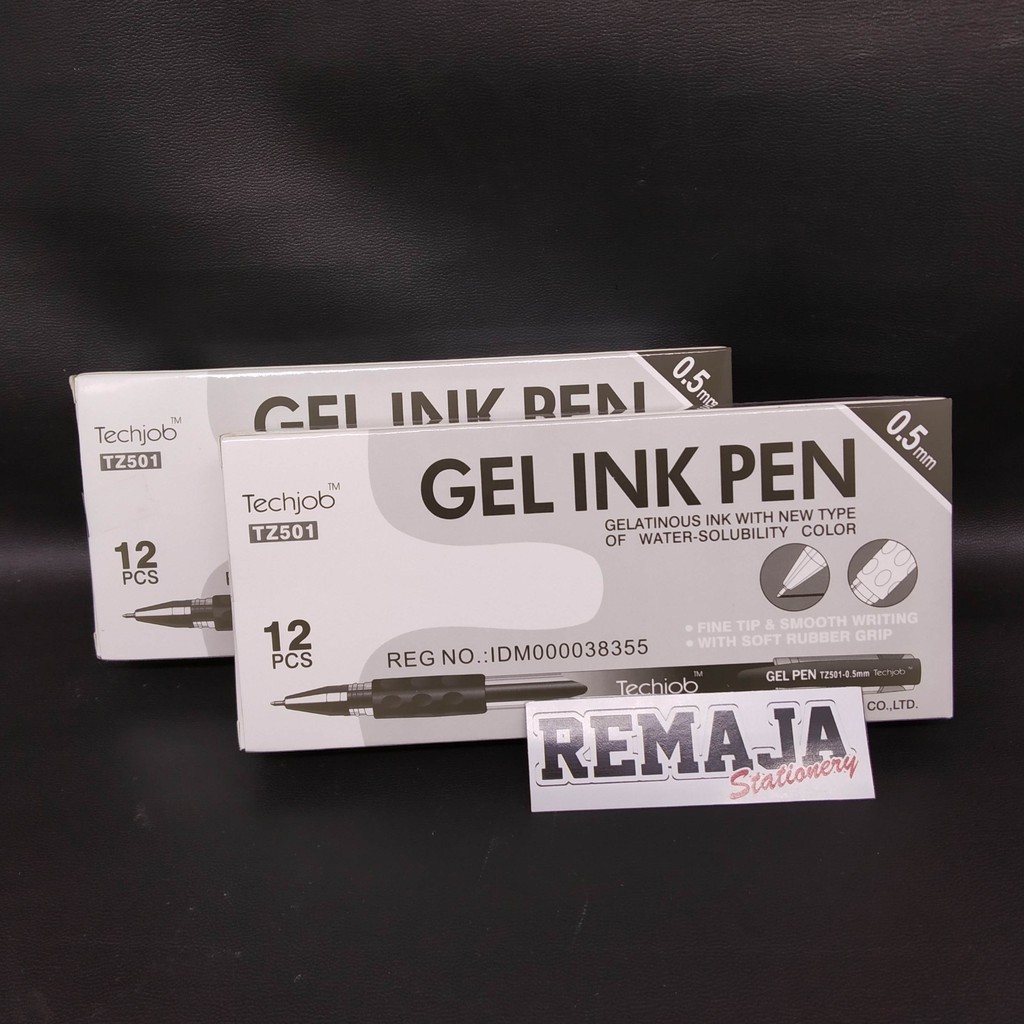 Techjob™
TZ501
12
PCS
GEL INK PEN
0.5mm
Techjob™
TZ501
12
PCS
GEL INK PEN
0.5mm
GELATINOUS INK WITH NEW TYPE
OF WATER-SOLUBILITY COLOR
• FINE TIP & SMOOTH WRITING
• WITH SOFT RUBBER GRIP
REG NO.:IDM000038355
Techjob™
GEL PEN TZ501-0.5mm Techjob™
CO.,LTD.
REMAJA
Stationery